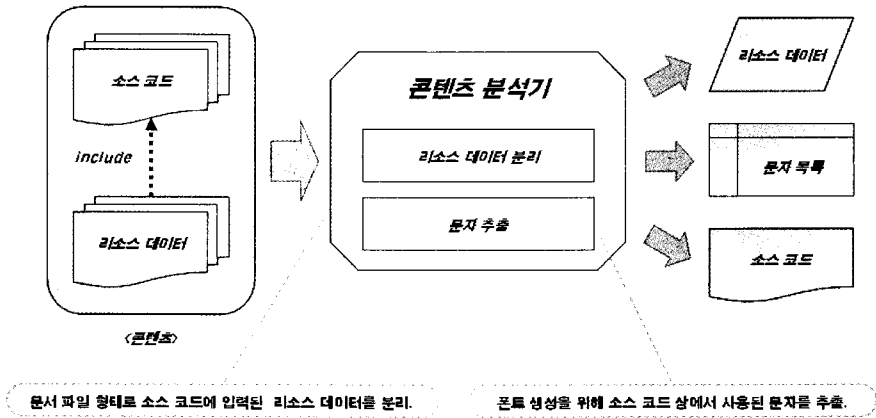 소스 코드
include
리소스 데이터
<콘텐츠>
콘텐츠 분석기
리소스 데이터 분리
문자 추출
리소스 데이터
문자 목록
소스 코드
문서 파일 형태로 소스 코드에 입력된 리소스 데이터를 분리.
폰트 생성을 위해 소스 코드 상에서 사용된 문자를 추출.